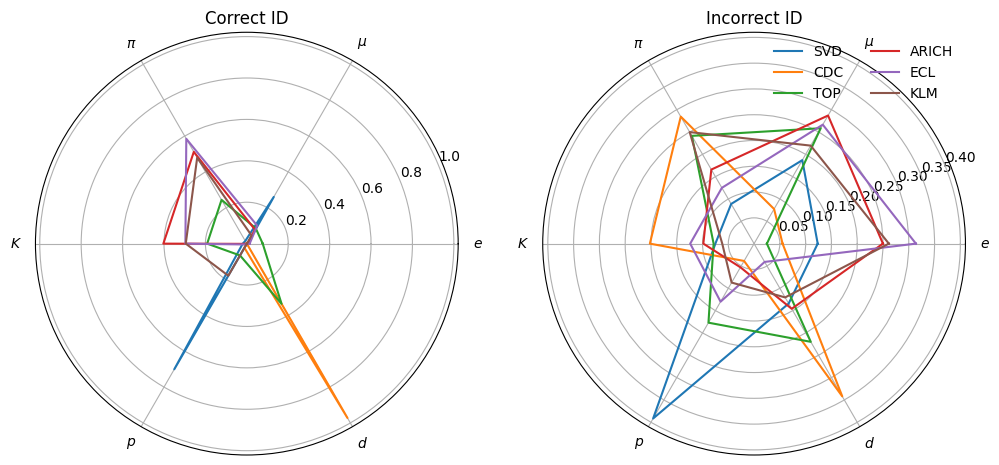 Correct ID
π
μ
1.0
0.8
0.6
0.4
0.2
K
e
p
d
Incorrect ID
π
μ
SVD
CDC
TOP
ARICH
ECL
KLM
0.40
0.35
0.30
0.25
0.20
0.15
0.10
0.05
K
e
p
d